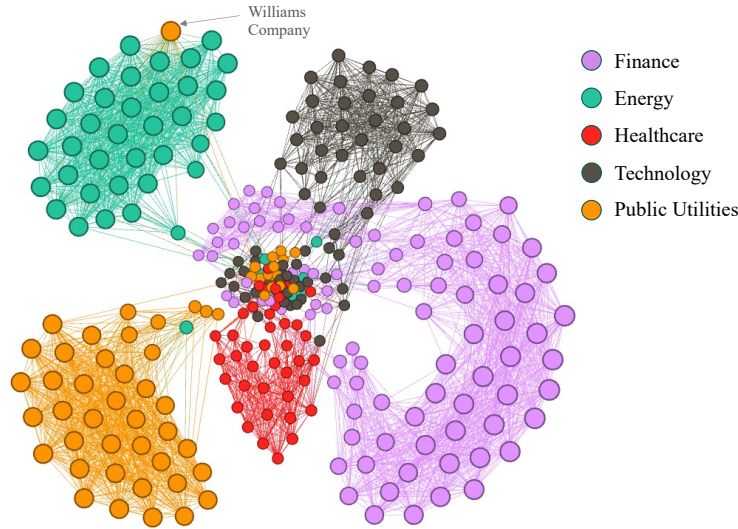 Williams
Company
Finance
Energy
Healthcare
Technology
Public Utilities